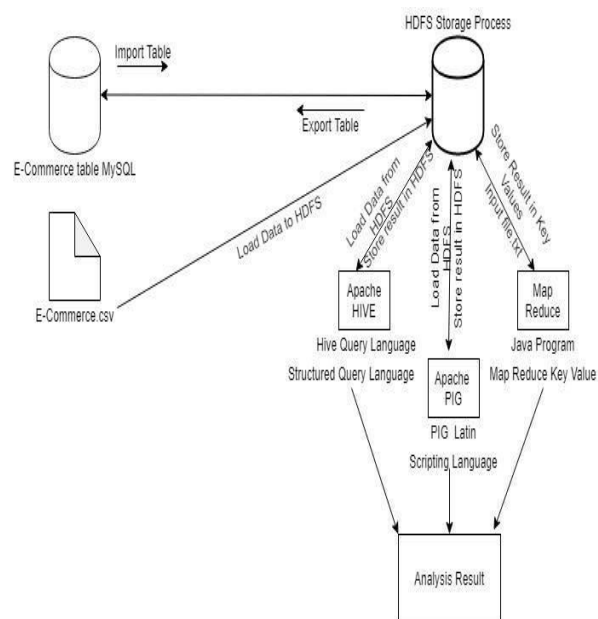 HDFS Storage Process
Import Table
Export Table
E-Commerce table MySQL
Load Data to HDFS
E-Commerce.csv
Load Data from
HDFS
Store result in HDFS
Load Data from
HDFS
Store result in HDFS
Store Result in Key
Values
Input file.txt
Apache
HIVE
Hive Query Language
Structured Query Language
Apache
PIG
PIG Latin
Scripting Language
Map
Reduce
Java Program
Map Reduce Key Value
Analysis Result